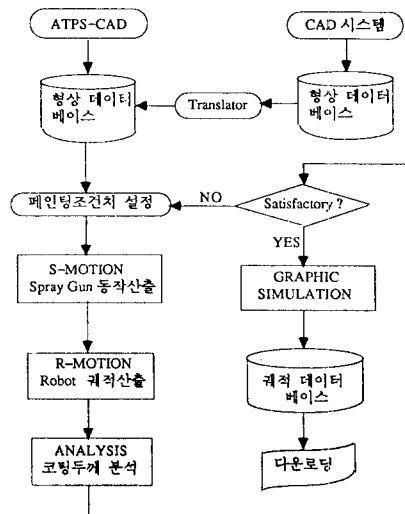 ATPS-CAD
CAD 시스템
형상 데이터
베이스
Translator
형상 데이터
베이스
페인팅조건치 설정
NO
Satisfactory ?
YES
S-MOTION
Spray Gun 동작산출
GRAPHIC
SIMULATION
R-MOTION
Robot 궤적산출
궤적 데이터
베이스
ANALYSIS
코팅두께 분석
다운로딩